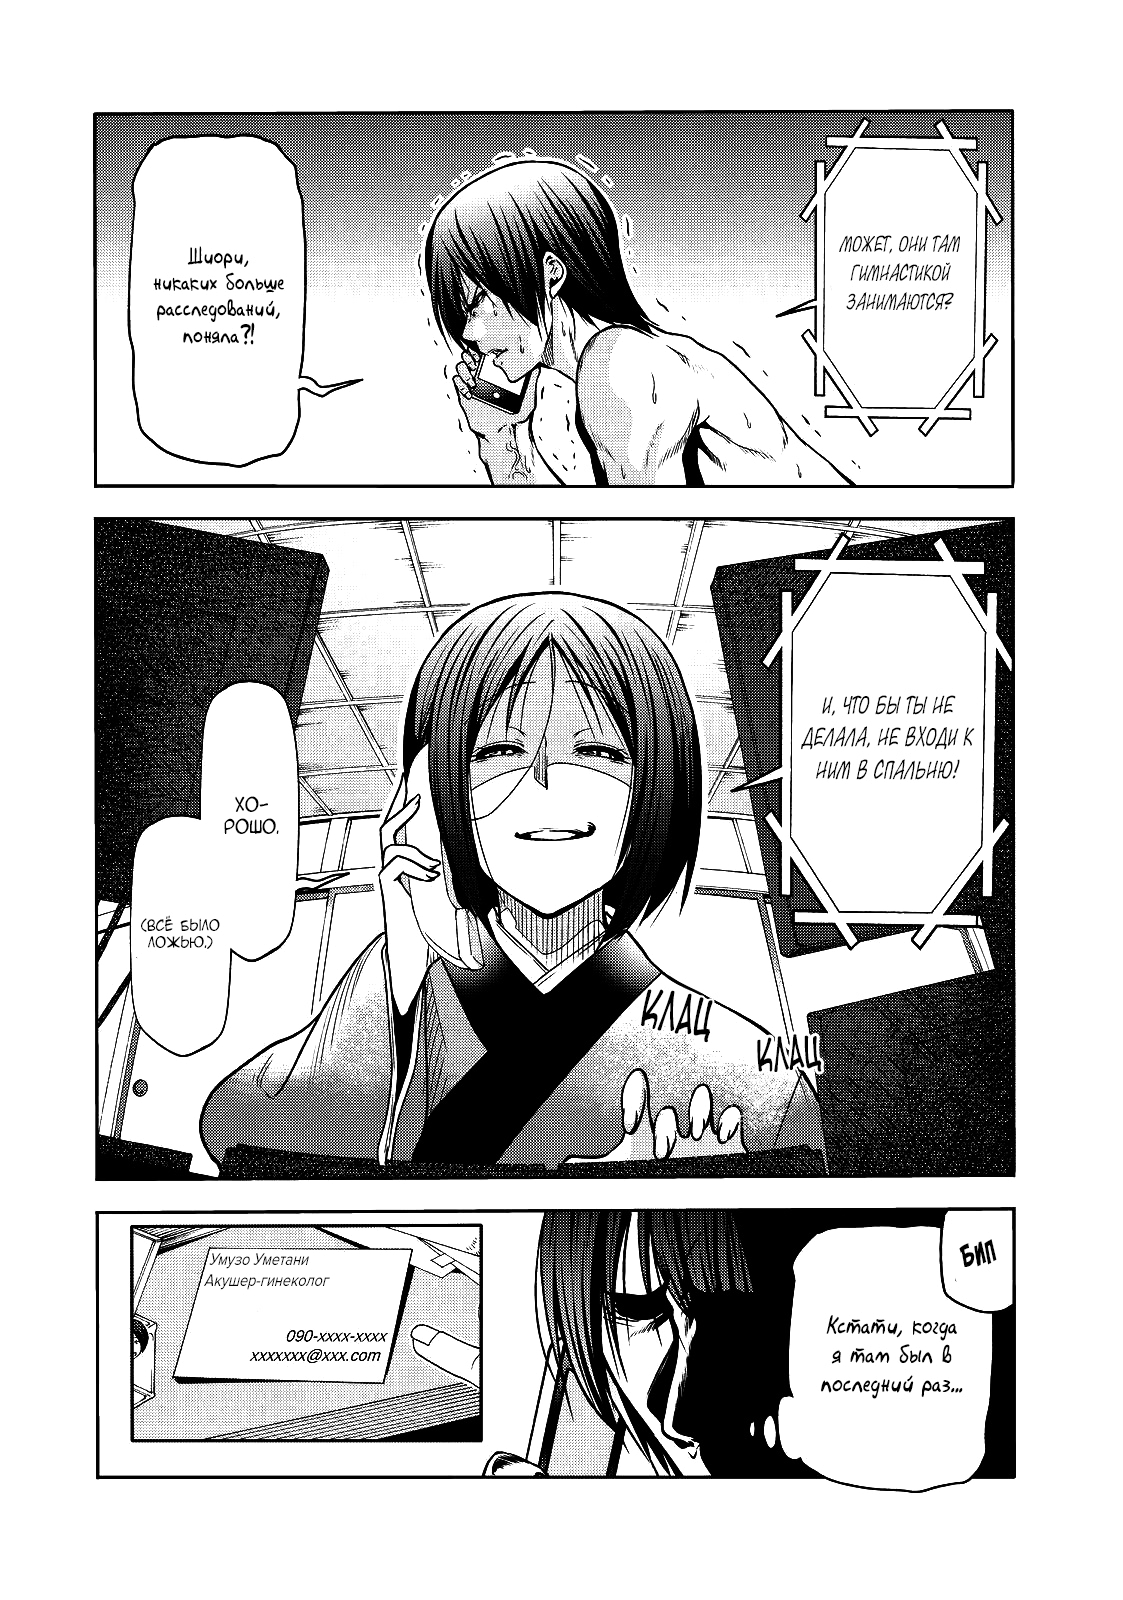 МОЖЕТ, ОНИ ТАМ
ГИМНАСТИКОЙ
ЗАНИМАЮТСЯ?
Шиори,
никаких больше
расследований,
поняла?!
И, ЧТО БЫ ТЫ НЕ
ДЕЛАЛА, НЕ ВХОДИ К
НИМ В СПАЛЬНЮ!
ХО-
РОШО.
(ВСЁ БЫЛО
ЛОЖЬЮ.)
КЛАЦ
КЛАЦ
БИП
Кстати, когда
я там был в
последний раз...
Умузо Уметани
Акушер-гинеколог
090-xxxx-xxxx
xxxxxxx@xxx.com